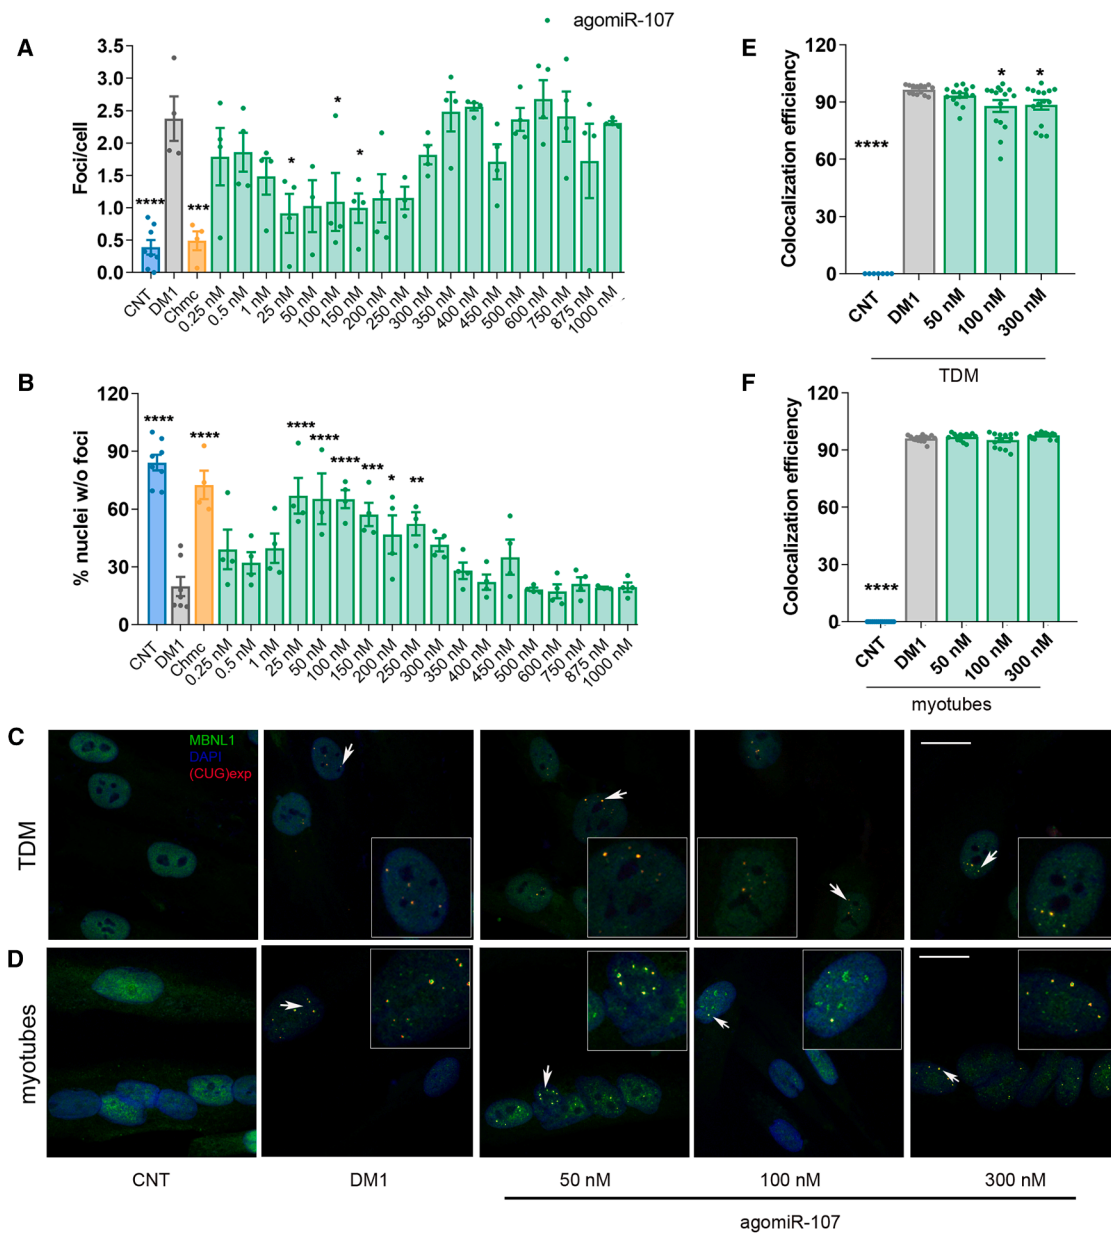 agomiR-107
A
Foci/cell
3.5
3.0
2.5
2.0
1.5
1.0
0.5
0.0
**** *** * * *
CNT DM1 Chmc 0.25 nM 0.5 nM 1 nM 25 nM 50 nM 100 nM 150 nM 200 nM 250 nM 300 nM 350 nM 400 nM 450 nM 500 nM 600 nM 750 nM 875 nM 1000 nM
B
% nuclei w/o foci
120
90
60
30
0
**** **** **** **** **** *** * **
CNT DM1 Chmc 0.25 nM 0.5 nM 1 nM 25 nM 50 nM 100 nM 150 nM 200 nM 250 nM 300 nM 350 nM 400 nM 450 nM 500 nM 600 nM 750 nM 875 nM 1000 nM
E
Colocalization efficiency
120
90
60
30
0
**** * *
CNT DM1 50 nM 100 nM 300 nM
TDM
F
Colocalization efficiency
120
90
60
30
0
****
CNT DM1 50 nM 100 nM 300 nM
myotubes
C
TDM
MBNL1
DAPI
(CUG)exp
D
myotubes
CNT DM1 50 nM 100 nM 300 nM
agomiR-107